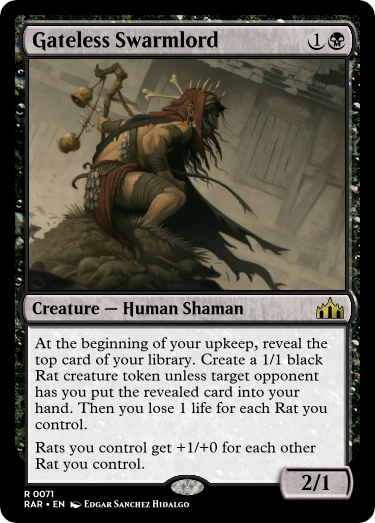 Gateless Swarmlord 1
Creature — Human Shaman
At the beginning of your upkeep, reveal the
top card of your library. Create a 1/1 black
Rat creature token unless target opponent
has you put the revealed card into your
hand. Then you lose 1 life for each Rat you
control.
Rats you control get +1/+0 for each other
Rat you control.
2/1
R 0071
RAR • EN Edgar Sanchez Hidalgo